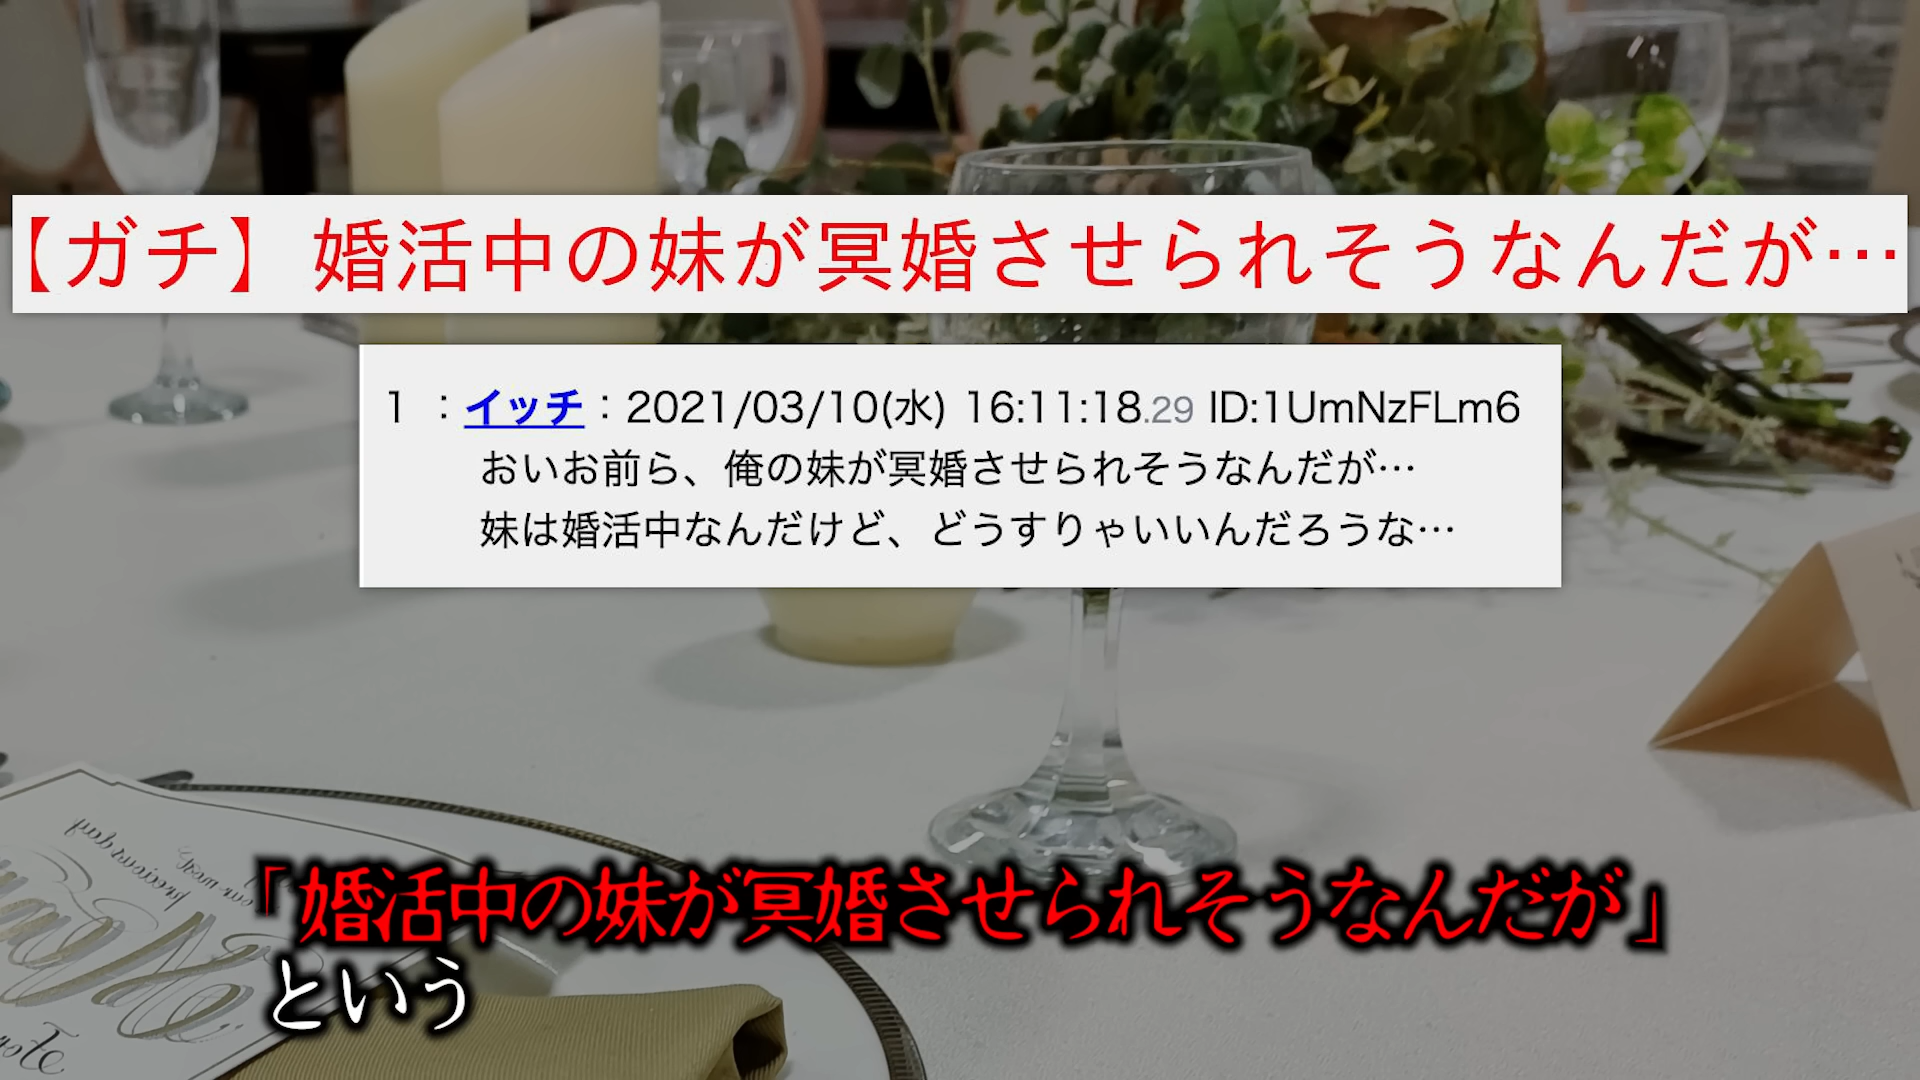 【ガチ】婚活中の妹が冥婚させられそうなんだが…
1 ：イッチ：2021/03/10(水) 16:11:18.29 ID:1UmNzFLm6
おいお前ら、俺の妹が冥婚させられそうなんだが…
妹は婚活中なんだけど、どうすりゃいいんだろうな…
precious day
「婚活中の妹が冥婚させられそうなんだが」
という